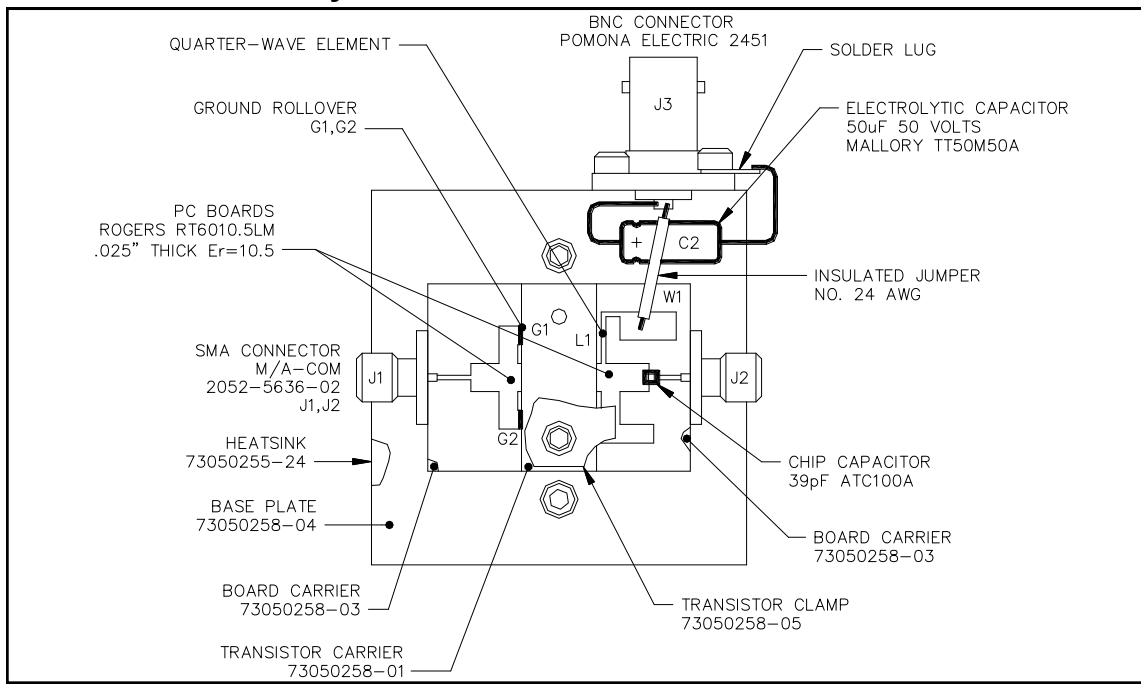 BNC CONNECTOR
POMONA ELECTRIC 2451
QUARTER-WAVE ELEMENT
SOLDER LUG
J3
GROUND ROLLOVER
G1,G2
ELECTROLYTIC CAPACITOR
50uF 50 VOLTS
MALLORY TT50M50A
PC BOARDS
ROGERS RT6010.5LM
.025" THICK Er=10.5
+ C2
INSULATED JUMPER
NO. 24 AWG
W1
G1
L1
SMA CONNECTOR
M/A-COM
2052-5636-02
J1,J2
J1
J2
G2
HEATSINK
73050255-24
CHIP CAPACITOR
39pF ATC100A
BASE PLATE
73050258-04
BOARD CARRIER
73050258-03
BOARD CARRIER
73050258-03
TRANSISTOR CLAMP
73050258-05
TRANSISTOR CARRIER
73050258-01